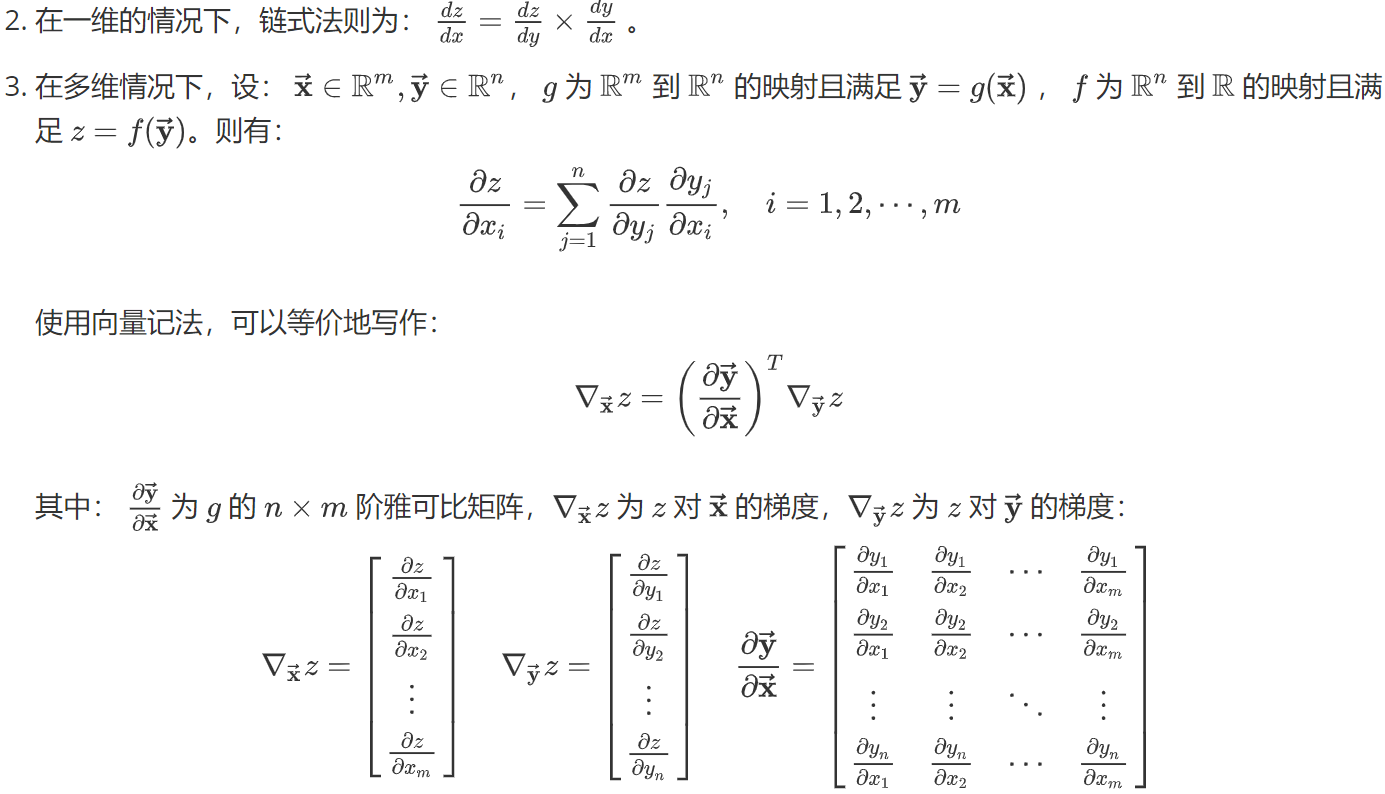 2. 在一维的情况下，链式法则为： $\frac{dz}{dx} = \frac{dz}{dy} \times \frac{dy}{dx}$ 。
3. 在多维情况下，设： $\vec{\mathbf{x}} \in \mathbb{R}^m, \vec{\mathbf{y}} \in \mathbb{R}^n$， $g$ 为 $\mathbb{R}^m$ 到 $\mathbb{R}^n$ 的映射且满足 $\vec{\mathbf{y}} = g(\vec{\mathbf{x}})$ ， $f$ 为 $\mathbb{R}^n$ 到 $\mathbb{R}$ 的映射且满
足 $z = f(\vec{\mathbf{y}})$。则有：
$\frac{\partial z}{\partial x_i} = \sum_{j=1}^{n} \frac{\partial z}{\partial y_j} \frac{\partial y_j}{\partial x_i}, \quad i = 1, 2, \cdots, m$
使用向量记法，可以等价地写作：
$\nabla_{\vec{\mathbf{x}}} z = \left( \frac{\partial \vec{\mathbf{y}}}{\partial \vec{\mathbf{x}}} \right)^T \nabla_{\vec{\mathbf{y}}} z$
其中： $\frac{\partial \vec{\mathbf{y}}}{\partial \vec{\mathbf{x}}}$ 为 $g$ 的 $n \times m$ 阶雅可比矩阵，$\nabla_{\vec{\mathbf{x}}} z$ 为 $z$ 对 $\vec{\mathbf{x}}$ 的梯度，$\nabla_{\vec{\mathbf{y}}} z$ 为 $z$ 对 $\vec{\mathbf{y}}$ 的梯度：
$\nabla_{\vec{\mathbf{x}}} z = \begin{bmatrix} \frac{\partial z}{\partial x_1} \\ \frac{\partial z}{\partial x_2} \\ \vdots \\ \frac{\partial z}{\partial x_m} \end{bmatrix} \quad \nabla_{\vec{\mathbf{y}}} z = \begin{bmatrix} \frac{\partial z}{\partial y_1} \\ \frac{\partial z}{\partial y_2} \\ \vdots \\ \frac{\partial z}{\partial y_n} \end{bmatrix} \quad \frac{\partial \vec{\mathbf{y}}}{\partial \vec{\mathbf{x}}} = \begin{bmatrix} \frac{\partial y_1}{\partial x_1} & \frac{\partial y_1}{\partial x_2} & \cdots & \frac{\partial y_1}{\partial x_m} \\ \frac{\partial y_2}{\partial x_1} & \frac{\partial y_2}{\partial x_2} & \cdots & \frac{\partial y_2}{\partial x_m} \\ \vdots & \vdots & \ddots & \vdots \\ \frac{\partial y_n}{\partial x_1} & \frac{\partial y_n}{\partial x_2} & \cdots & \frac{\partial y_n}{\partial x_m} \end{bmatrix}$